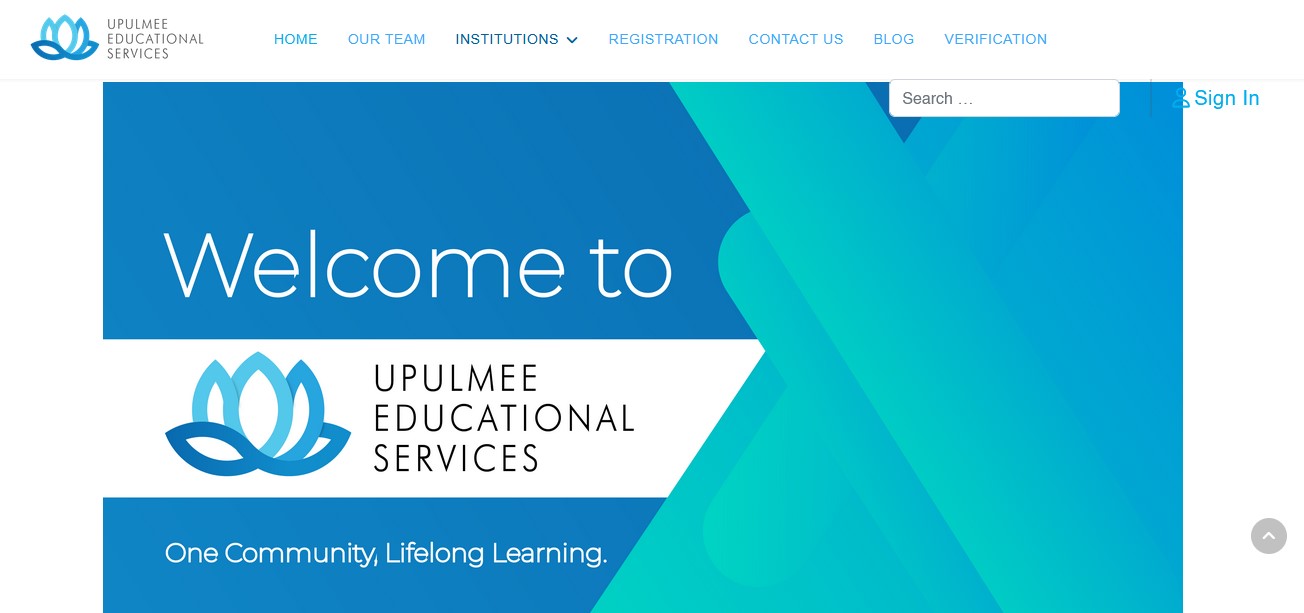 UPULMEE
EDUCATIONAL
SERVICES
HOME OUR TEAM INSTITUTIONS REGISTRATION CONTACT US BLOG VERIFICATION
Search …
Sign In
Welcome to
UPULMEE
EDUCATIONAL
SERVICES
One Community, Lifelong Learning.